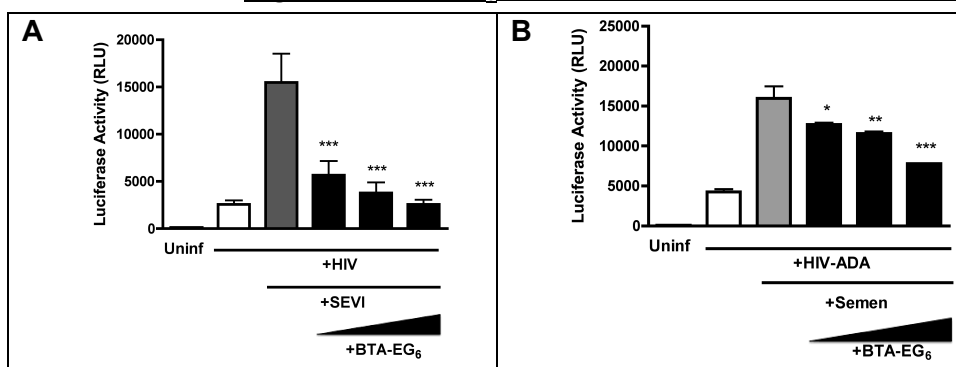 A
Luciferase Activity (RLU)
20000
15000
10000
5000
0
***
***
***
Uninf
+HIV
+SEVI
+BTA-EG6
B
Luciferase Activity (RLU)
25000
20000
15000
10000
5000
0
*
**
***
Uninf
+HIV-ADA
+Semen
+BTA-EG6